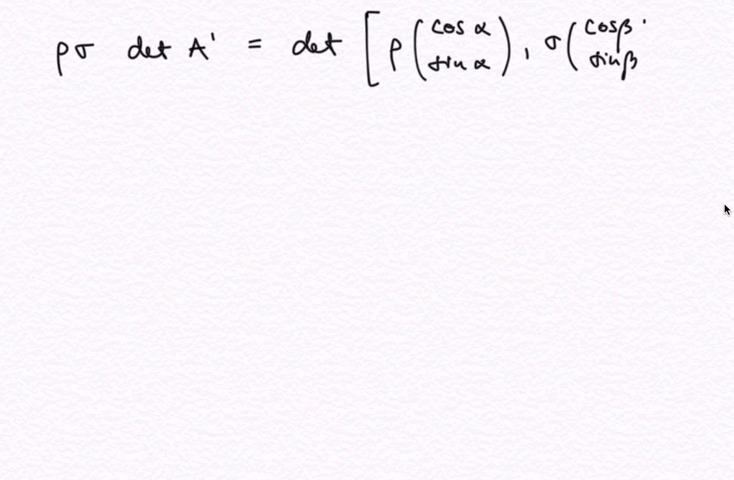 ρσ det A' = det [ ρ ( cos α sin α ) , σ ( cos β sin β